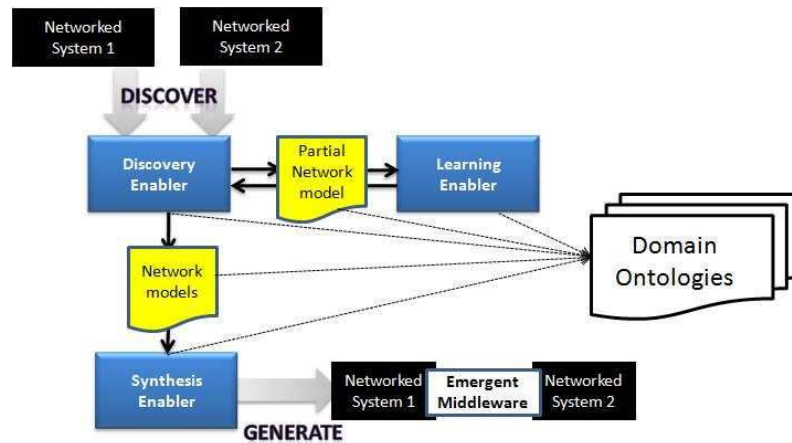 Networked
System 1
Networked
System 2
DISCOVER
Discovery
Enabler
Partial
Network
model
Learning
Enabler
Domain
Ontologies
Network
models
Synthesis
Enabler
GENERATE
Networked
System 1
Emergent
Middleware
Networked
System 2